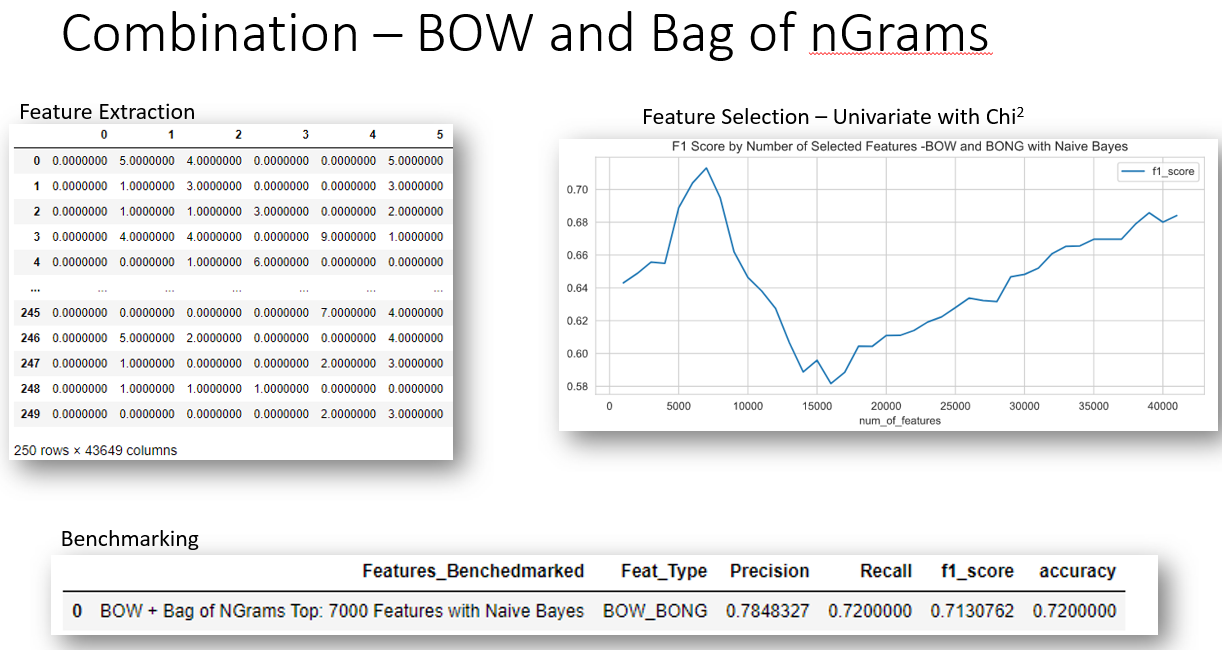 Combination – BOW and Bag of nGrams
Feature Extraction
0 1 2 3 4 5
0 0.0000000 5.0000000 4.0000000 0.0000000 0.0000000 5.0000000
1 0.0000000 1.0000000 3.0000000 0.0000000 0.0000000 3.0000000
2 0.0000000 1.0000000 1.0000000 3.0000000 0.0000000 2.0000000
3 0.0000000 4.0000000 4.0000000 0.0000000 9.0000000 1.0000000
4 0.0000000 0.0000000 1.0000000 6.0000000 0.0000000 0.0000000
... ... ... ... ... ... ...
245 0.0000000 0.0000000 0.0000000 0.0000000 7.0000000 4.0000000
246 0.0000000 5.0000000 2.0000000 0.0000000 0.0000000 4.0000000
247 0.0000000 1.0000000 0.0000000 0.0000000 2.0000000 3.0000000
248 0.0000000 1.0000000 1.0000000 1.0000000 0.0000000 0.0000000
249 0.0000000 0.0000000 0.0000000 0.0000000 2.0000000 3.0000000
250 rows × 43649 columns
Feature Selection – Univariate with Chi²
F1 Score by Number of Selected Features -BOW and BONG with Naive Bayes
f1_score
0.70
0.68
0.66
0.64
0.62
0.60
0.58
0 5000 10000 15000 20000 25000 30000 35000 40000
num_of_features
Benchmarking
Features_Benchedmarked Feat_Type Precision Recall f1_score accuracy
0 BOW + Bag of NGrams Top: 7000 Features with Naive Bayes BOW_BONG 0.7848327 0.7200000 0.7130762 0.7200000